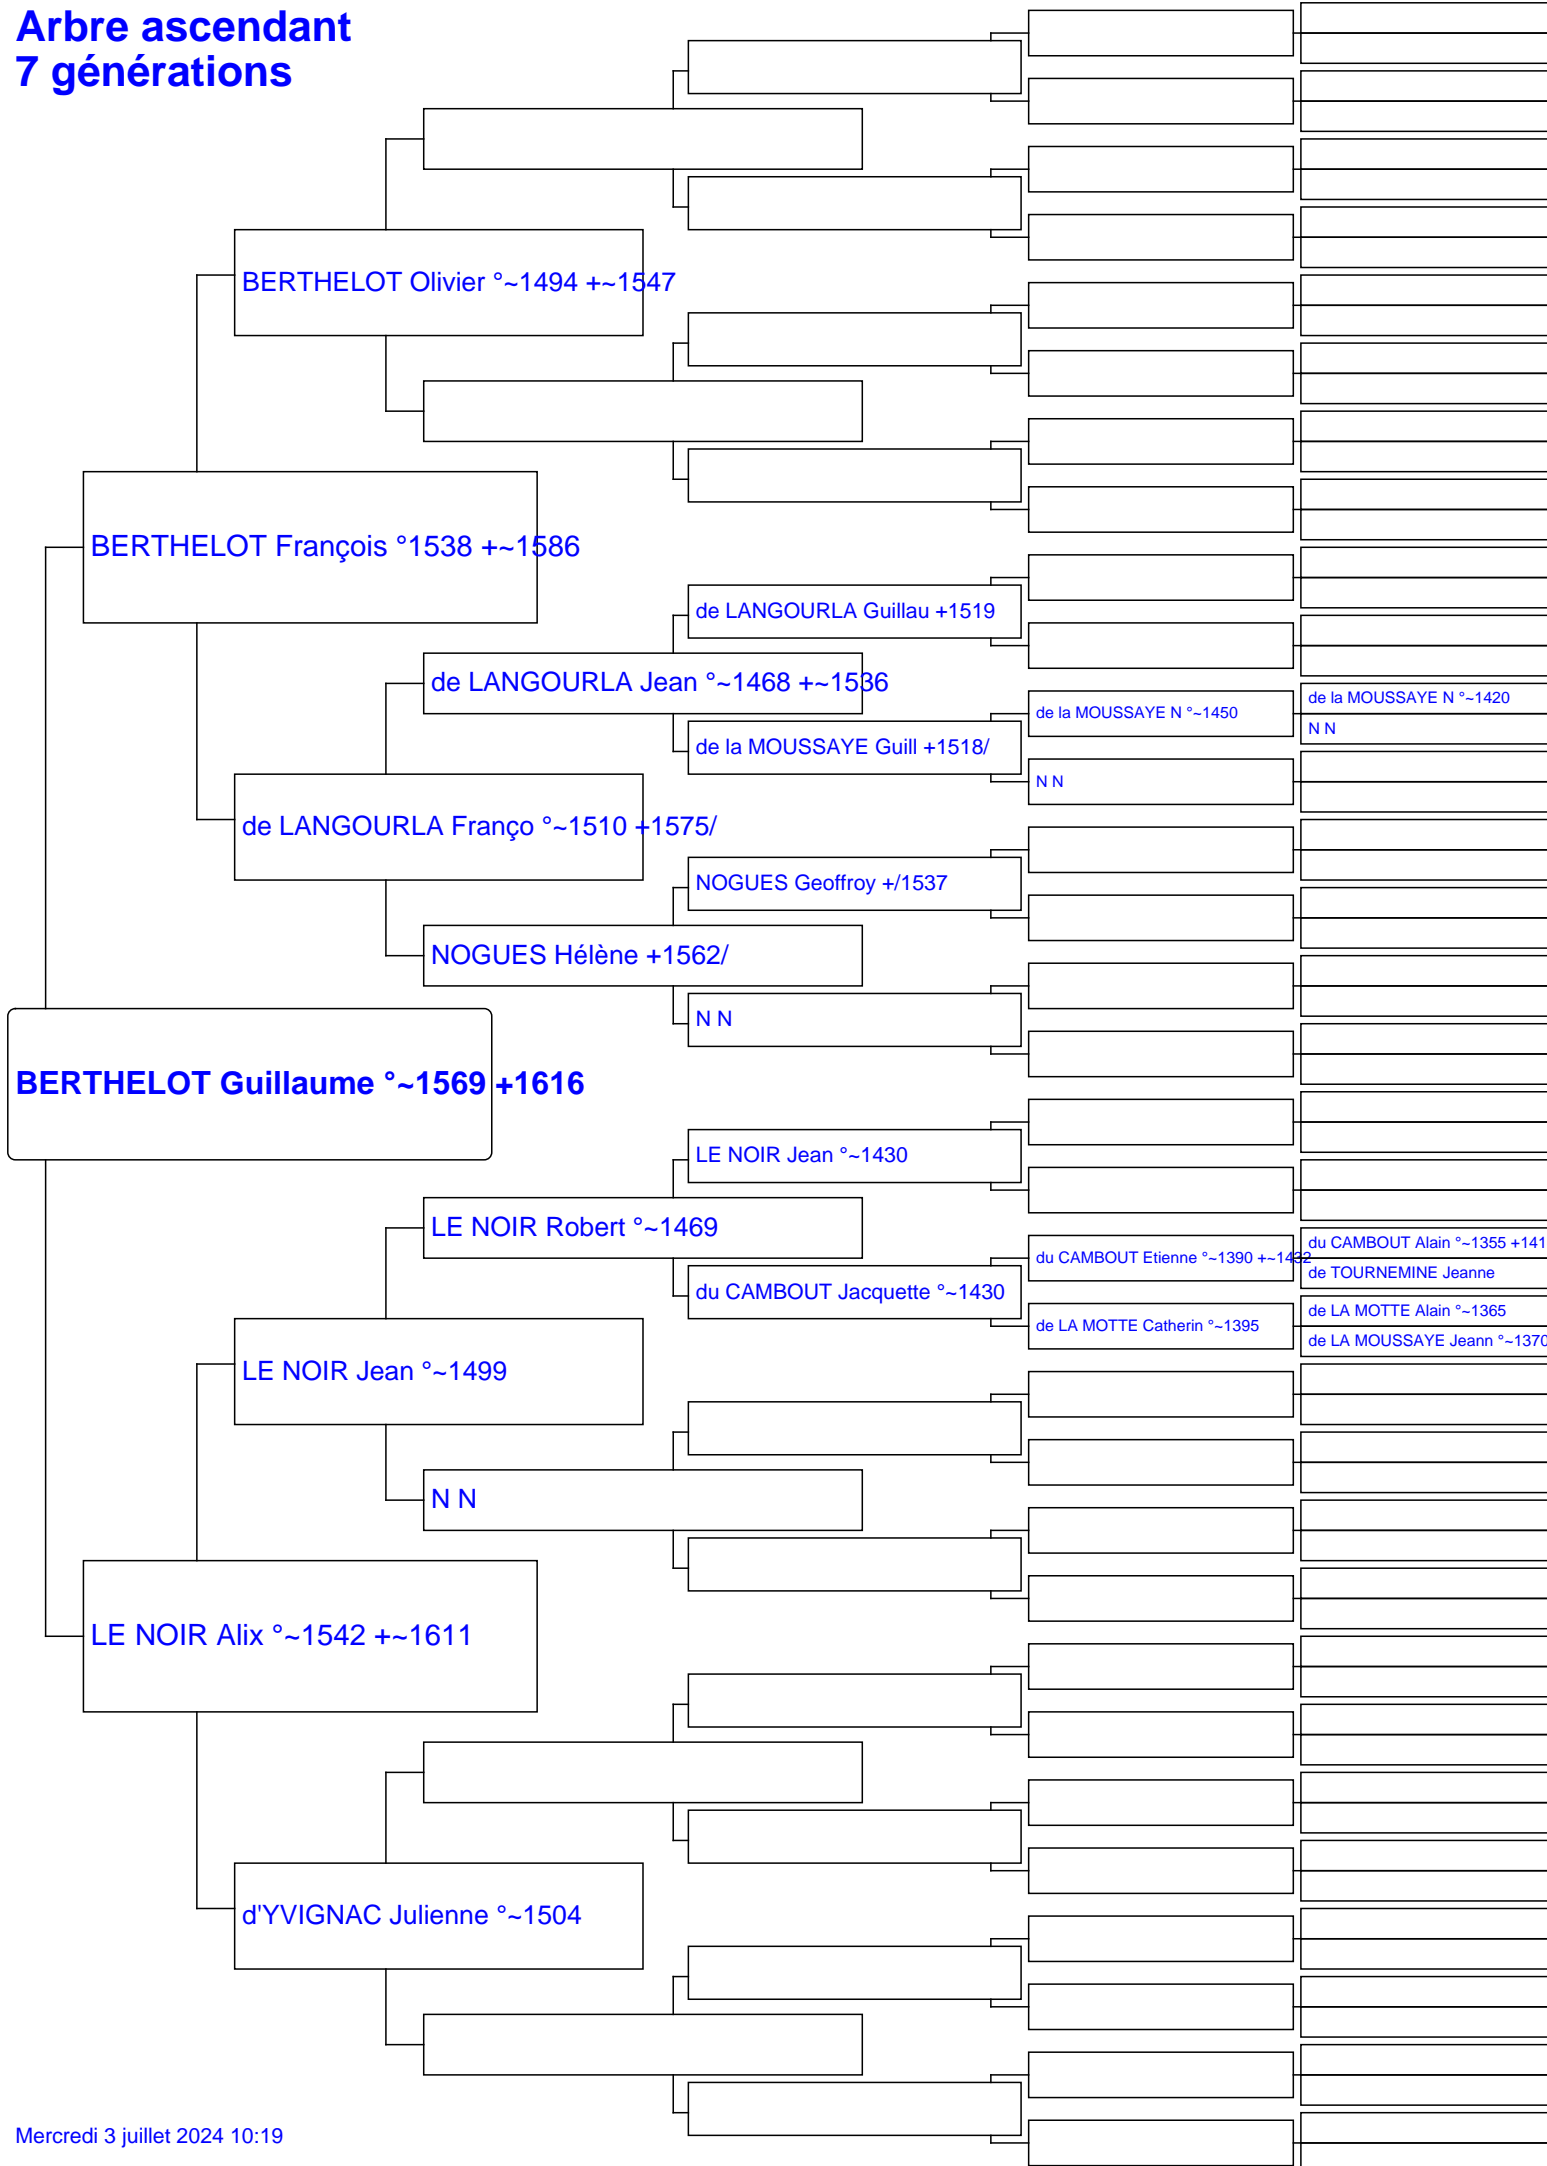 Arbre ascendant
7 générations
BERTHELOT Olivier °~1494 +~1547
BERTHELOT François °1538 +~1586
de LANGOURLA Guillau +1519
de LANGOURLA Jean °~1468 +~1536
de la MOUSSAYE N °~1450
de la MOUSSAYE N °~1420
N N
de la MOUSSAYE Guill +1518/
N N
de LANGOURLA Franço °~1510 +1575/
NOGUES Geoffroy +/1537
NOGUES Hélène +1562/
N N
BERTHELOT Guillaume °~1569 +1616
LE NOIR Jean °~1430
LE NOIR Robert °~1469
du CAMBOUT Etienne °~1390 +~1432
du CAMBOUT Alain °~1355 +141
de TOURNEMINE Jeanne
du CAMBOUT Jacquette °~1430
de LA MOTTE Catherin °~1395
de LA MOTTE Alain °~1365
de LA MOUSSAYE Jeann °~1370
LE NOIR Jean °~1499
N N
LE NOIR Alix °~1542 +~1611
d'YVIGNAC Julienne °~1504
Mercredi 3 juillet 2024 10:19